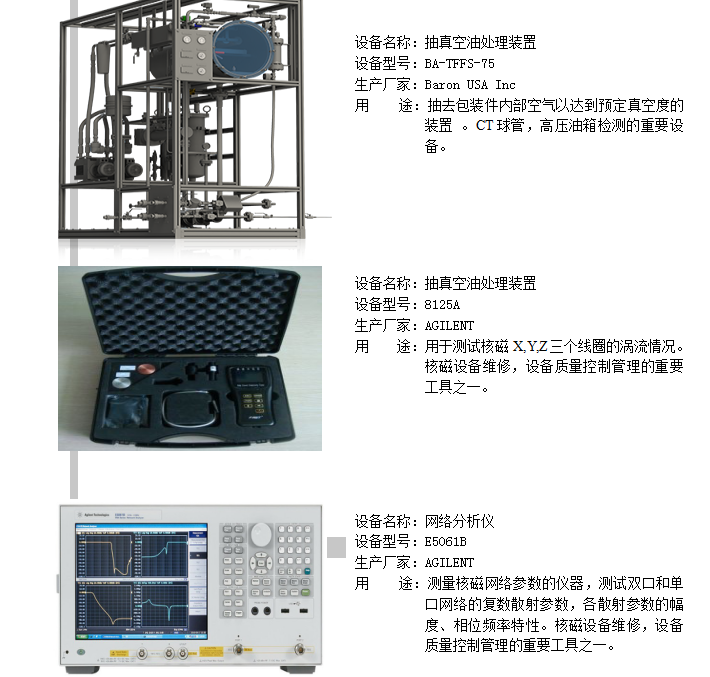 设备名称：抽真空油处理装置
设备型号：BA-TFFS-75
生产厂家：Baron USA Inc
用 途：抽去包装件内部空气以达到预定真空度的
装置 。CT 球管，高压油箱检测的重要设
备。
设备名称：抽真空油处理装置
设备型号：8125A
生产厂家：AGILENT
用 途：用于测试核磁 X,Y,Z 三个线圈的涡流情况。
核磁设备维修，设备质量控制管理的重要
工具之一。
Agilent Technologies
设备名称：网络分析仪
设备型号：E5061B
生产厂家：AGILENT
用 途：测量核磁网络参数的仪器，测试双口和单
口网络的复数散射参数，各散射参数的幅
度、相位频率特性。核磁设备维修，设备
质量控制管理的重要工具之一。